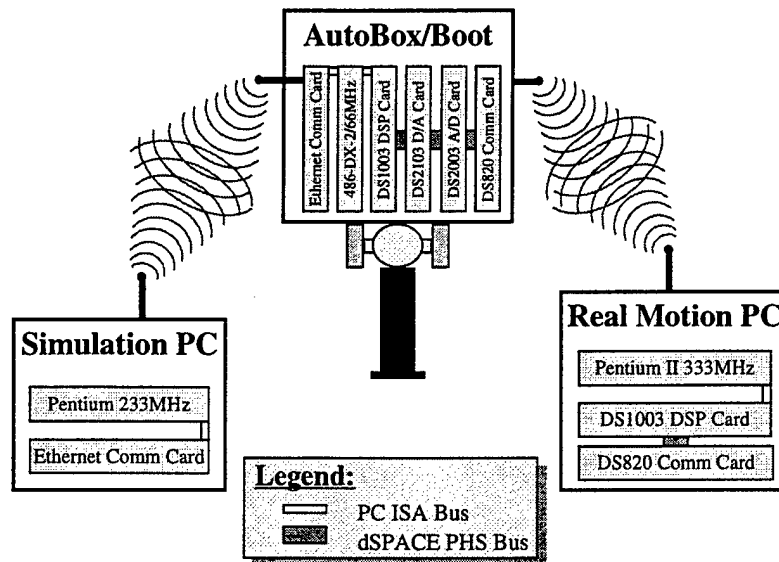 AutoBox/Boot
Ethernet Comm Card
486-DX-2/66MHz
DS1003 DSP Card
DS2103 D/A Card
DS2003 A/D Card
DS820 Comm Card
Simulation PC
Pentium 233MHz
Ethernet Comm Card
Real Motion PC
Pentium II 333MHz
DS1003 DSP Card
DS820 Comm Card
Legend:
PC ISA Bus
dSPACE PHS Bus